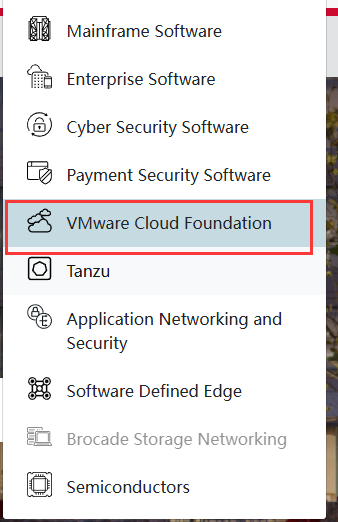 Mainframe Software
Enterprise Software
Cyber Security Software
Payment Security Software
VMware Cloud Foundation
Tanzu
Application Networking and
Security
Software Defined Edge
Brocade Storage Networking
Semiconductors